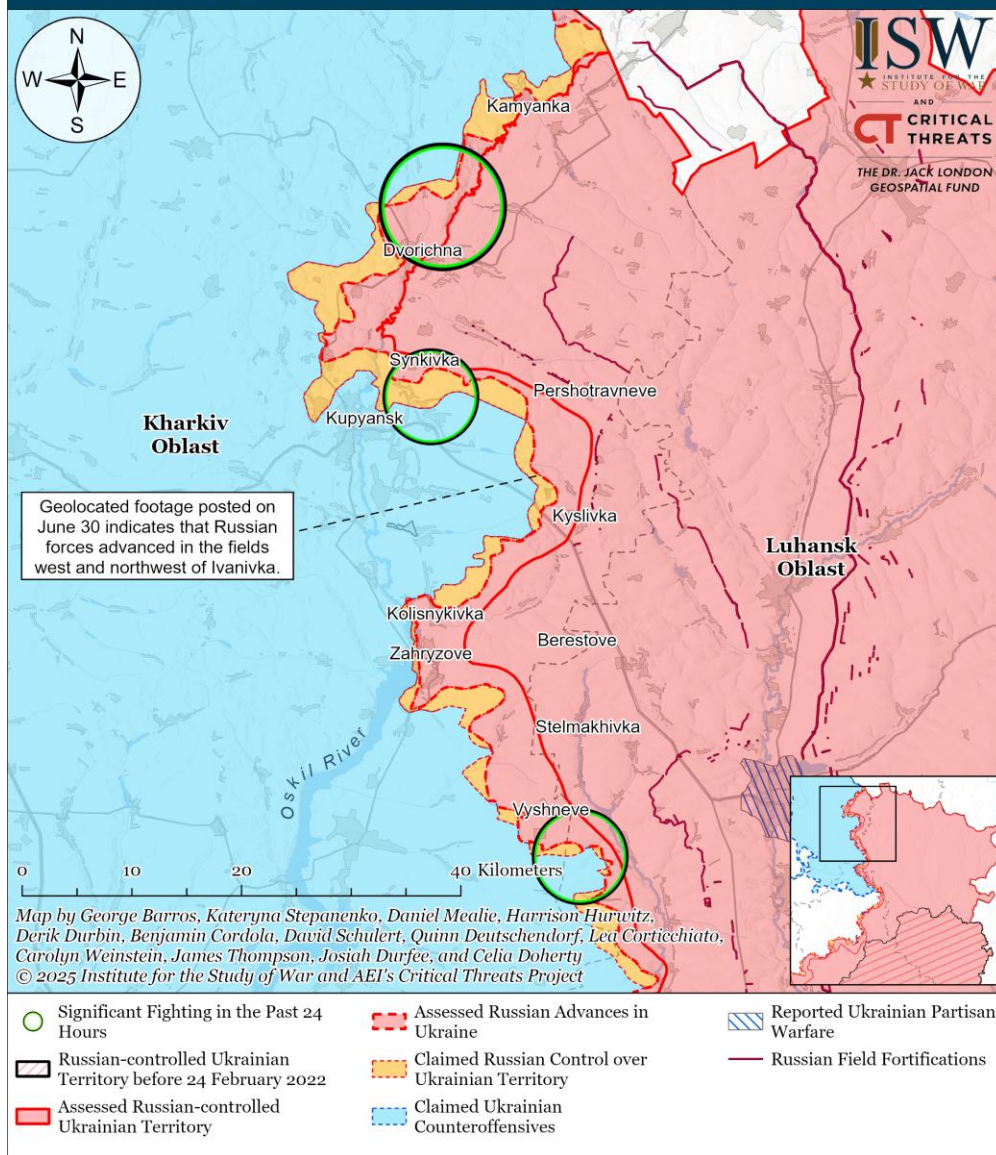 N
W E
S
ISW
INSTITUTE FOR THE
STUDY OF WAR
AND
CT CRITICAL
THREATS
THE DR. JACK LONDON
GEOSPATIAL FUND
Kamyanka
Dvorichna
Synkivka
Pershotravneve
Kupyansk
Kharkiv
Oblast
Geolocated footage posted on
June 30 indicates that Russian
forces advanced in the fields
west and northwest of Ivanivka.
Kyslivka
Luhansk
Oblast
Kolisnykivka
Zahryzove
Berestove
Stelmakhivka
Oskil River
Vyshneve
0 20 40 Kilometers
Map by George Barros, Kateryna Stepanenko, Daniel Mealie, Harrison Hurwitz,
Derik Durbin, Benjamin Cordola, David Schulert, Quinn Deutschendorf, Lea Corticchiato,
Carolyn Weinstein, James Thompson, Josiah Durfee, and Celia Doherty
© 2025 Institute for the Study of War and AEI's Critical Threats Project
Significant Fighting in the Past 24
Hours
Russian-controlled Ukrainian
Territory before 24 February 2022
Assessed Russian-controlled
Ukrainian Territory
Assessed Russian Advances in
Ukraine
Claimed Russian Control over
Ukrainian Territory
Claimed Ukrainian
Counteroffensives
Reported Ukrainian Partisan
Warfare
Russian Field Fortifications